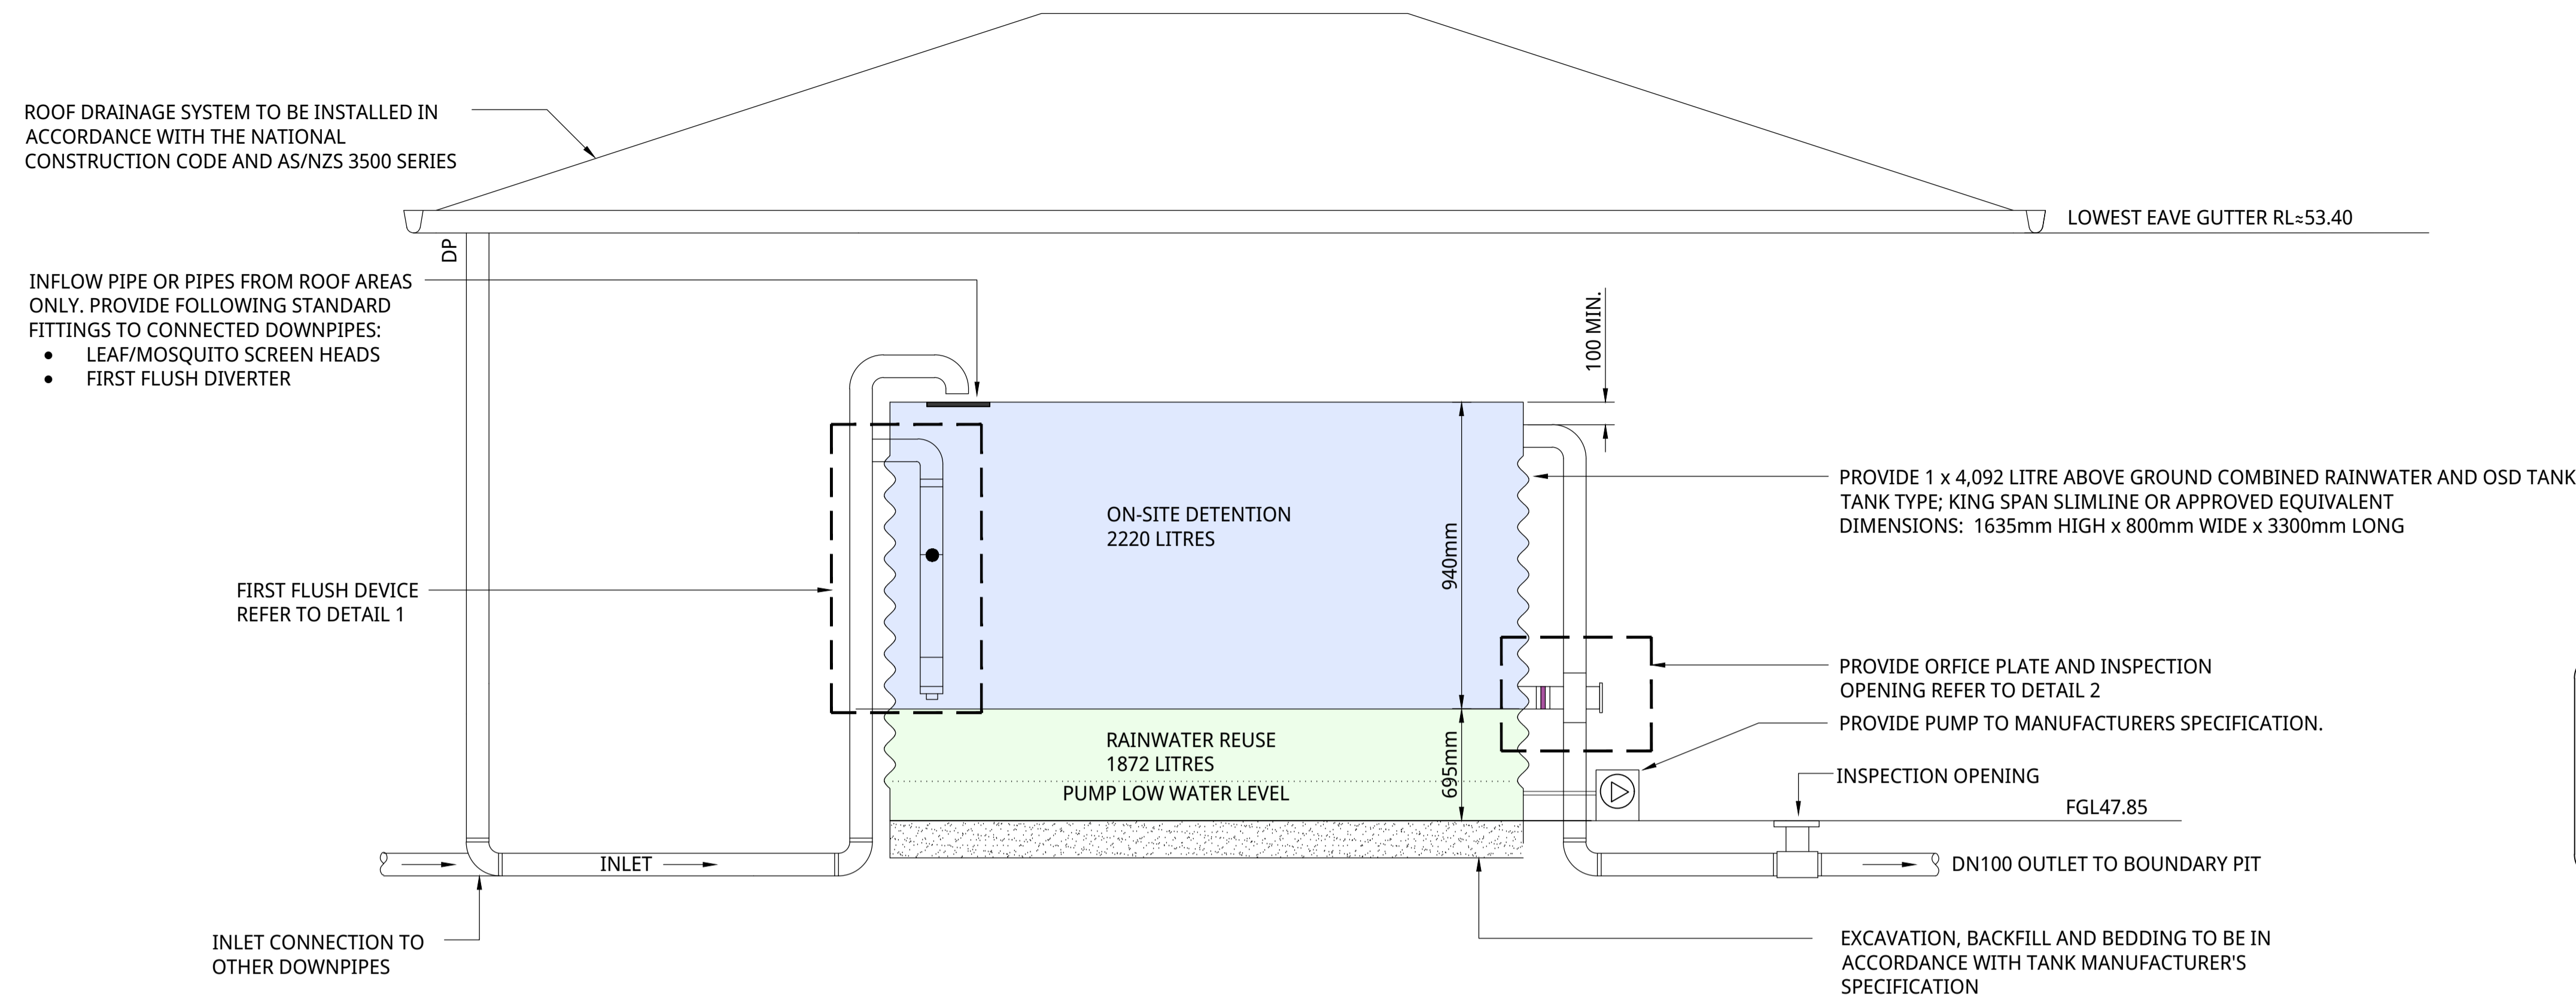 ROOF DRAINAGE SYSTEM TO BE INSTALLED IN
ACCORDANCE WITH THE NATIONAL
CONSTRUCTION CODE AND AS/NZS 3500 SERIES
LOWEST EAVE GUTTER RL≈53.40
DP
INFLOW PIPE OR PIPES FROM ROOF AREAS
ONLY. PROVIDE FOLLOWING STANDARD
FITTINGS TO CONNECTED DOWNPIPES:
● LEAF/MOSQUITO SCREEN HEADS
● FIRST FLUSH DIVERTER
100 MIN.
PROVIDE 1 x 4,092 LITRE ABOVE GROUND COMBINED RAINWATER AND OSD TANK
TANK TYPE; KING SPAN SLIMLINE OR APPROVED EQUIVALENT
DIMENSIONS: 1635mm HIGH x 800mm WIDE x 3300mm LONG
ON-SITE DETENTION
2220 LITRES
940mm
FIRST FLUSH DEVICE
REFER TO DETAIL 1
PROVIDE ORFICE PLATE AND INSPECTION
OPENING REFER TO DETAIL 2
PROVIDE PUMP TO MANUFACTURERS SPECIFICATION.
RAINWATER REUSE
1872 LITRES
695mm
PUMP LOW WATER LEVEL
INSPECTION OPENING
FGL47.85
INLET
DN100 OUTLET TO BOUNDARY PIT
INLET CONNECTION TO
OTHER DOWNPIPES
EXCAVATION, BACKFILL AND BEDDING TO BE IN
ACCORDANCE WITH TANK MANUFACTURER'S
SPECIFICATION